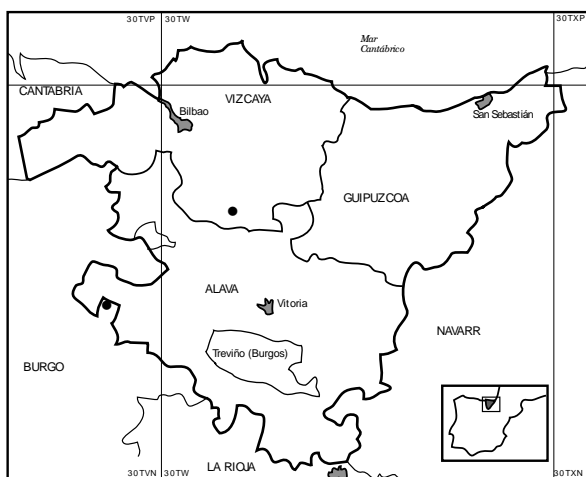 30TVP 30TW 30TXP
Mar
Cantábrico
CANTABRIA
VIZCAYA
Bilbao
San Sebastián
GUIPUZCOA
ALAVA
Vitoria
NAVARR
Treviño (Burgos)
BURGO
LA RIOJA
30TVN 30TW 30TXN